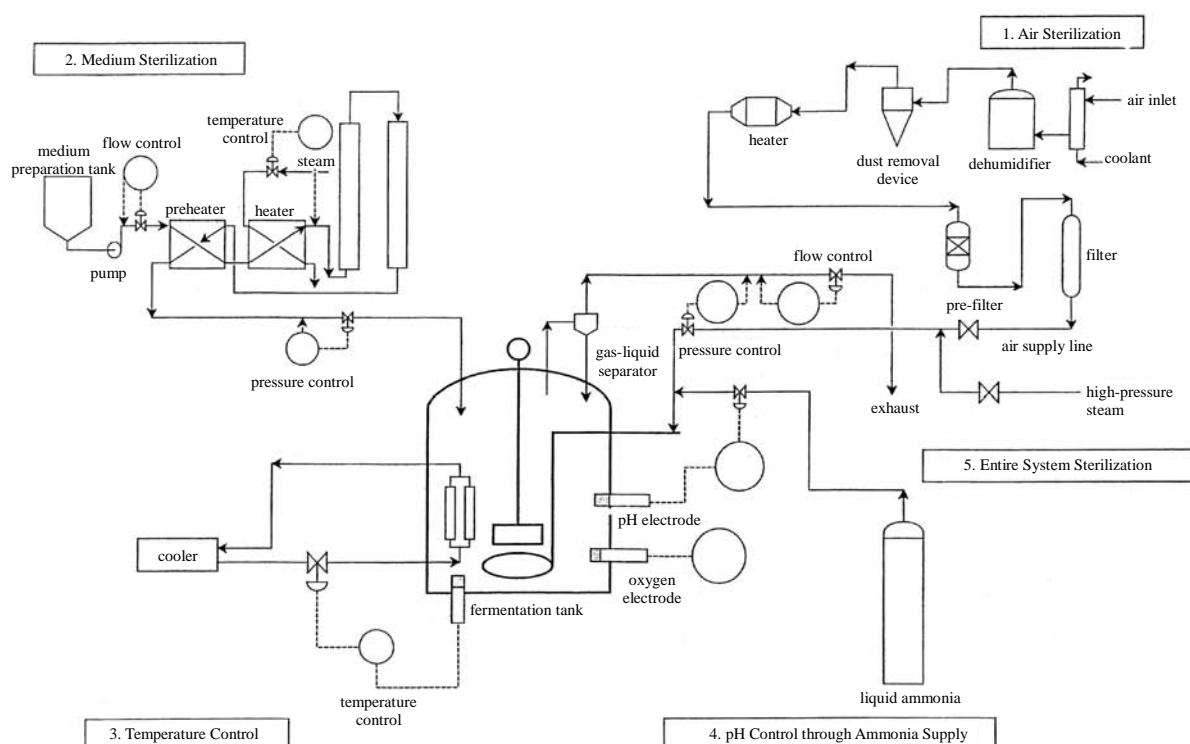 1. Air Sterilization
2. Medium Sterilization
air inlet
coolant
dehumidifier
dust removal
device
heater
temperature
control
steam
flow control
medium
preparation tank
preheater
heater
pump
pressure control
flow control
pre-filter
filter
air supply line
gas-liquid
separator
pressure control
exhaust
high-pressure
steam
5. Entire System Sterilization
pH electrode
oxygen
electrode
cooler
fermentation tank
temperature
control
liquid ammonia
3. Temperature Control
4. pH Control through Ammonia Supply